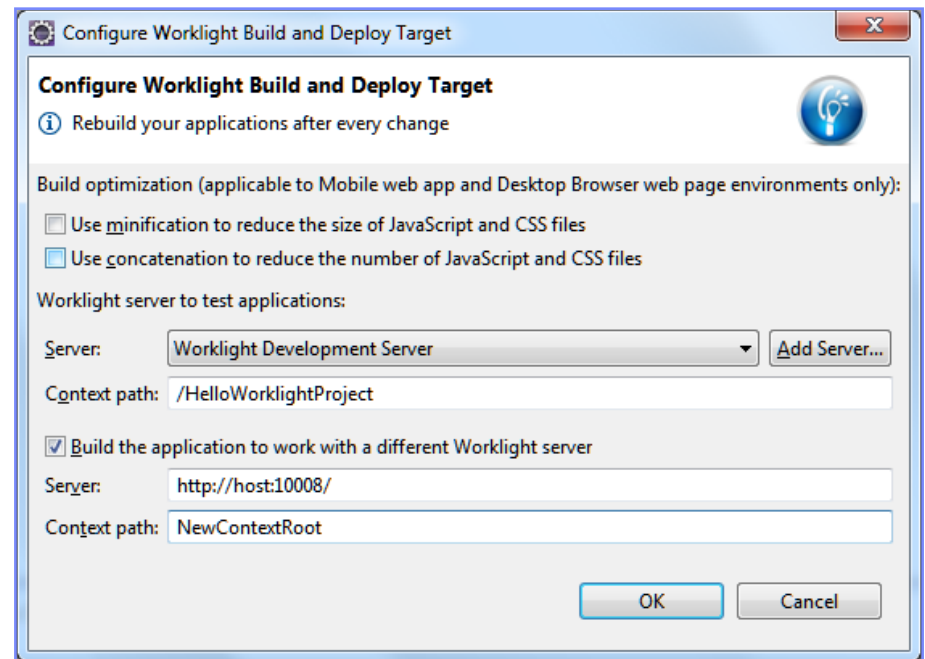 Configure Worklight Build and Deploy Target
Configure Worklight Build and Deploy Target
Rebuild your applications after every change
Build optimization (applicable to Mobile web app and Desktop Browser web page environments only):
Use minification to reduce the size of JavaScript and CSS files
Use concatenation to reduce the number of JavaScript and CSS files
Worklight server to test applications:
Server: Worklight Development Server Add Server...
Context path: /HelloWorklightProject
Build the application to work with a different Worklight server
Server: http://host:10008/
Context path: NewContextRoot
OK Cancel